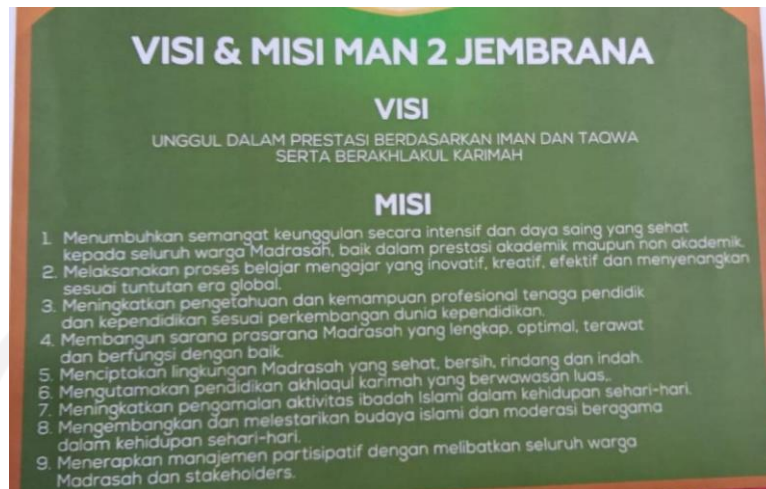 VISI & MISI MAN 2 JEMBRANA
VISI
UNGGUL DALAM PRESTASI BERDASARKAN IMAN DAN TAQWA
SERTA BERAKHLAKUL KARIMAH
MISI
1. Menumbuhkan semangat keunggulan secara intensif dan daya saing yang sehat
kepada seluruh warga Madrasah, baik dalam prestasi akademik maupun non akademik.
2. Melaksanakan proses belajar mengajar yang inovatif, kreatif, efektif dan menyenangkan
sesuai tuntutan era global.
3. Meningkatkan pengetahuan dan kemampuan profesional tenaga pendidik
dan kependidikan sesuai perkembangan dunia kependidikan.
4. Membangun sarana prasarana Madrasah yang lengkap, optimal, terawat
dan berfungsi dengan baik.
5. Menciptakan lingkungan Madrasah yang sehat, bersih, rindang dan indah.
6. Mengutamakan pendidikan akhlaqul karimah yang berwawasan luas,.
7. Meningkatkan pengamalan aktivitas ibadah Islami dalam kehidupan sehari-hari.
8. Mengembangkan dan melestarikan budaya islami dan moderasi beragama
dalam kehidupan sehari-hari.
9. Menerapkan manajemen partisipatif dengan melibatkan seluruh warga
Madrasah dan stakeholders.